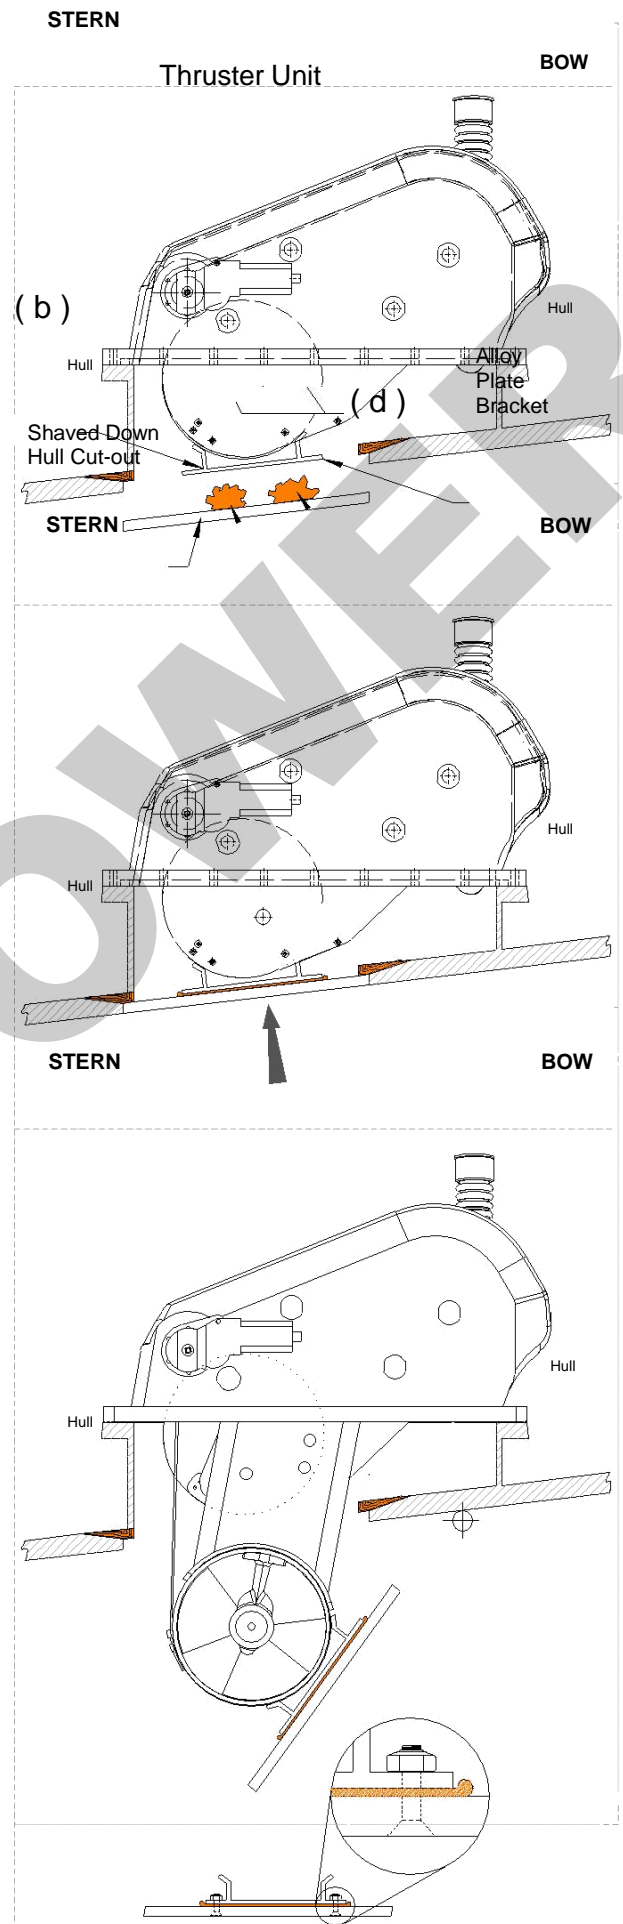 STERN
BOW
Thruster Unit
( b )
Hull
Hull
Alloy
Plate
Bracket
( d )
Shaved Down
Hull Cut-out
STERN
BOW
Hull
Hull
STERN
BOW
Hull
Hull
OWER